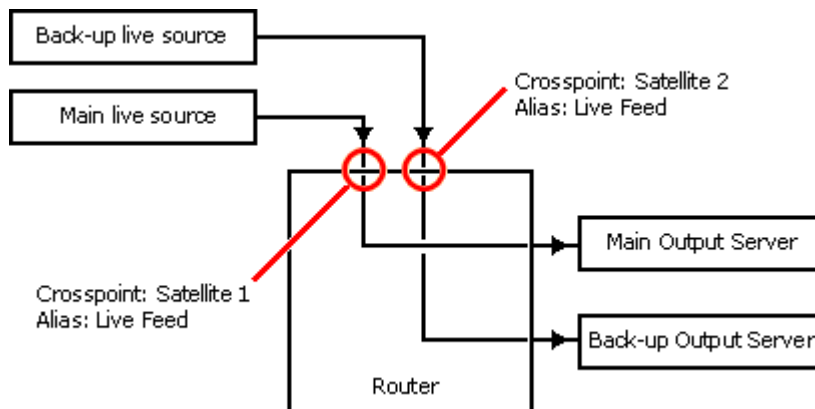 Back-up live source
Main live source
Crosspoint: Satellite 2
Alias: Live Feed
Main Output Server
Crosspoint: Satellite 1
Alias: Live Feed
Back-up Output Server
Router